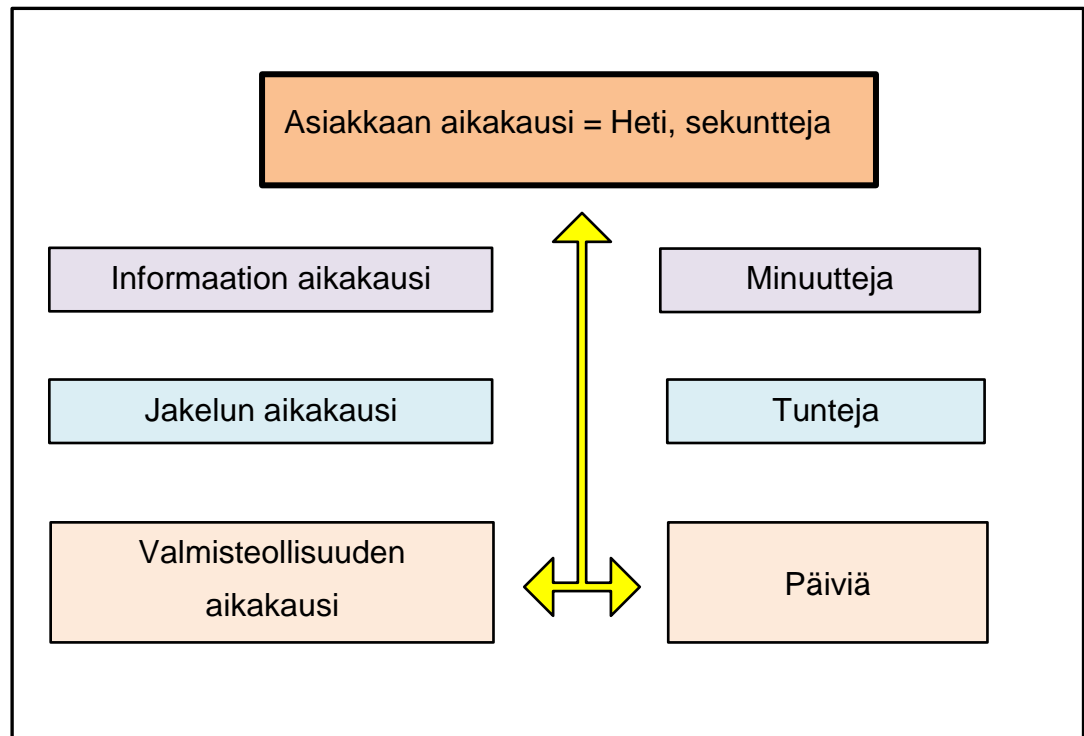 Asiakkaan aikakausi = Heti, sekuntteja
Informaation aikakausi
Minuutteja
Jakelun aikakausi
Tunteja
Valmisteollisuuden
aikakausi
Päiviä